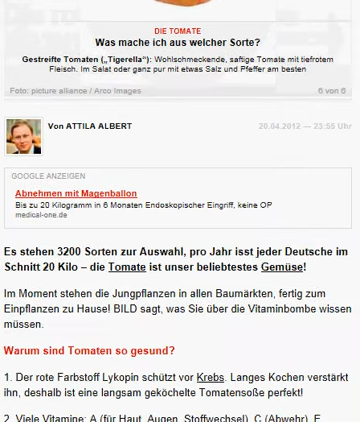 DIE TOMATE
Was mache ich aus welcher Sorte?
Gestreifte Tomaten („Tigerella“): Wohlschmekende, saftige Tomate mit tiefrotem
Fleisch. Im Salat oder ganz pur mit etwas Salz und Pfeffer am besten
Foto: picture alliance / Arco Images
6 von 6
Von ATTILA ALBERT
20.04.2012 — 23:55 Uhr
GOOGLE ANZEIGEN
Abnehmen mit Magenballon
Bis zu 20 Kilogramm in 6 Monaten Endoskopischer Eingriff, keine OP
medical-one.de
Es stehen 3200 Sorten zur Auswahl, pro Jahr isst jeder Deutsche im
Schnitt 20 Kilo – die Tomate ist unser beliebtestes Gemüse!
Im Moment stehen die Jungpflanzen in allen Baumärkten, fertig zum
Einpflanzen zu Hause! BILD sagt, was Sie über die Vitaminbombe wissen
müssen.
Warum sind Tomaten so gesund?
1. Der rote Farbstoff Lykopin schützt vor Krebs. Langes Kochen verstärkt
ihn, deshalb ist eine langsam geköchelte Tomatensoße perfekt!
2. Viele Vitamine: A (für Haut, Augen, Stoffwechsel), C (Abwehr), E